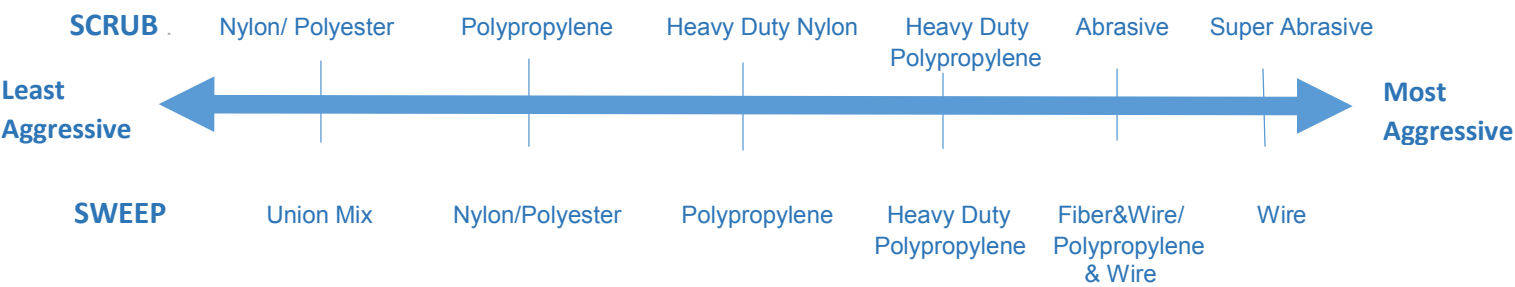 SCRUB . Nylon/ Polyester Polypropylene Heavy Duty Nylon Heavy Duty Abrasive Super Abrasive
Polypropylene
Least Most
Aggressive Aggressive
SWEEP Union Mix Nylon/Polyester Polypropylene Heavy Duty Fiber&Wire/ Wire
Polypropylene Polypropylene
& Wire